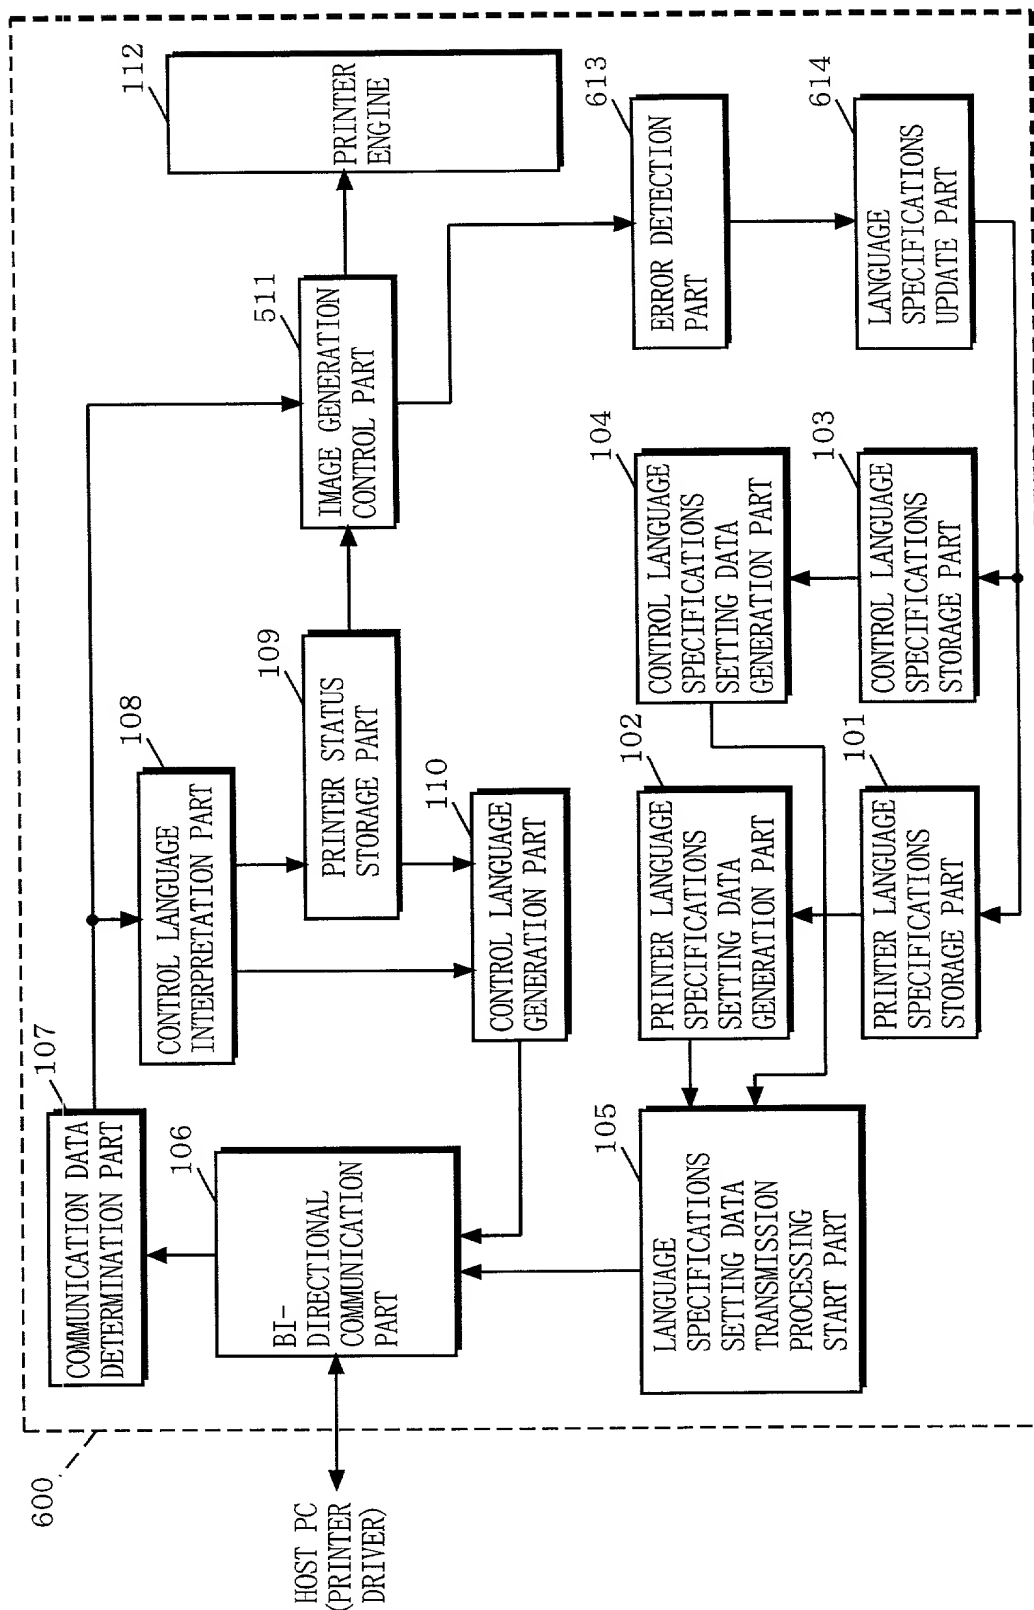 600
HOST PC
(PRINTER
DRIVER)
107
COMMUNICATION DATA
DETERMINATION PART
106
BI-
DIRECTIONAL
COMMUNICATION
PART
105
LANGUAGE
SPECIFICATIONS
SETTING DATA
TRANSMISSION
PROCESSING
START PART
108
CONTROL LANGUAGE
INTERPRETATION PART
109
PRINTER STATUS
STORAGE PART
110
CONTROL LANGUAGE
GENERATION PART
102
PRINTER LANGUAGE
SPECIFICATIONS
SETTING DATA
GENERATION PART
101
PRINTER LANGUAGE
SPECIFICATIONS
STORAGE PART
104
CONTROL LANGUAGE
SPECIFICATIONS
SETTING DATA
GENERATION PART
103
CONTROL LANGUAGE
SPECIFICATIONS
STORAGE PART
511
IMAGE GENERATION
CONTROL PART
112
PRINTER
ENGINE
613
ERROR DETECTION
PART
614
LANGUAGE
SPECIFICATIONS
UPDATE PART